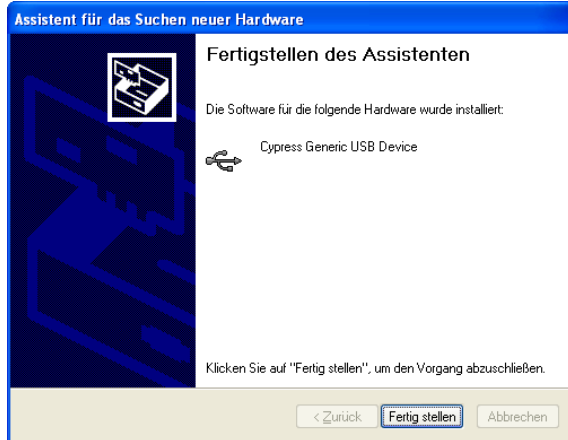 Assistent für das Suchen neuer Hardware
Fertigstellen des Assistenten
Die Software für die folgende Hardware wurde installiert:
Cypress Generic USB Device
Klicken Sie auf "Fertig stellen", um den Vorgang abzuschließen.
< Zurück Fertig stellen Abbrechen